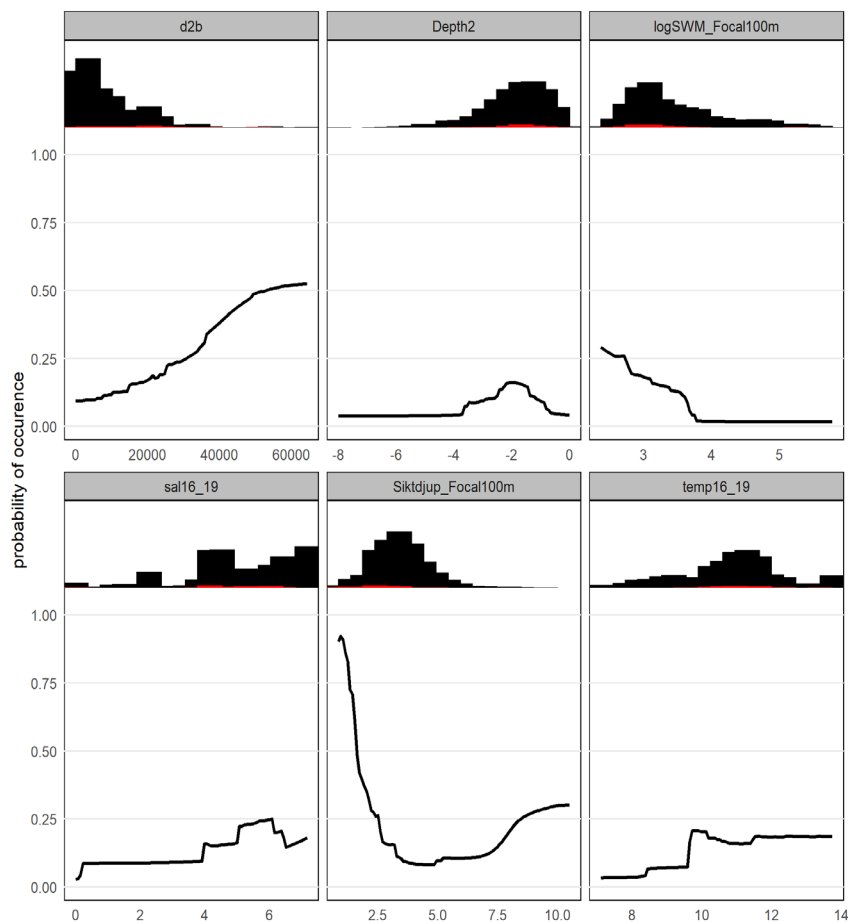 d2b Depth2 logSWM_Focal100m
1.00
0.75
0.50
0.25
0.00
0 20000 40000 60000 -8 -6 -4 -2 0 3 4 5
probability of occurence
sal16_19 Siktdjup_Focal100m temp16_19
1.00
0.75
0.50
0.25
0.00
0 2 4 6 2.5 5.0 7.5 10.0 8 10 12 14